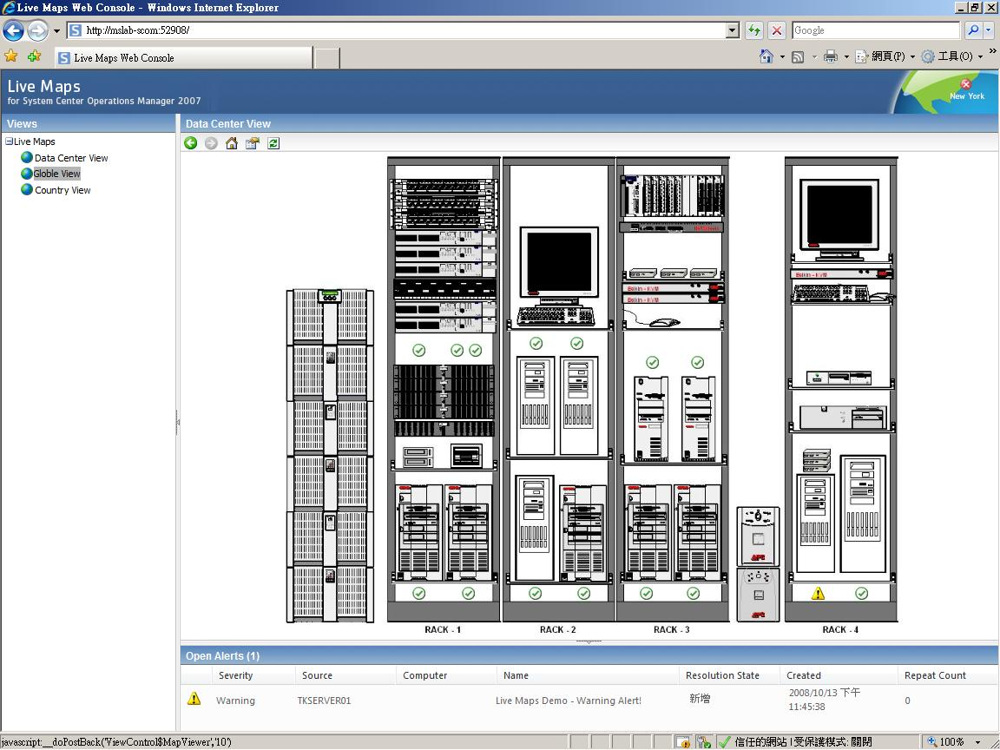 Live Maps Web Console - Windows Internet Explorer
http://mslab-scom:52908/
Google
Live Maps Web Console
網頁(P)
工具(O)
Live Maps
for System Center Operations Manager 2007
New York
Views
Data Center View
Live Maps
Data Center View
Globle View
Country View
Belkin - KVM
Belkin - KVM
Belkin - KVM
APC
APC
RACK - 1
RACK - 2
RACK - 3
RACK - 4
Open Alerts (1)
Severity Source Computer Name Resolution State Created Repeat Count
Warning TKSERVER01 Live Maps Demo - Warning Alert! 新增 2008/10/13 下午 11:45:38 0
javascript:__doPostBack('ViewControl$MapViewer','10')
信任的網站 | 受保護模式: 關閉
100%